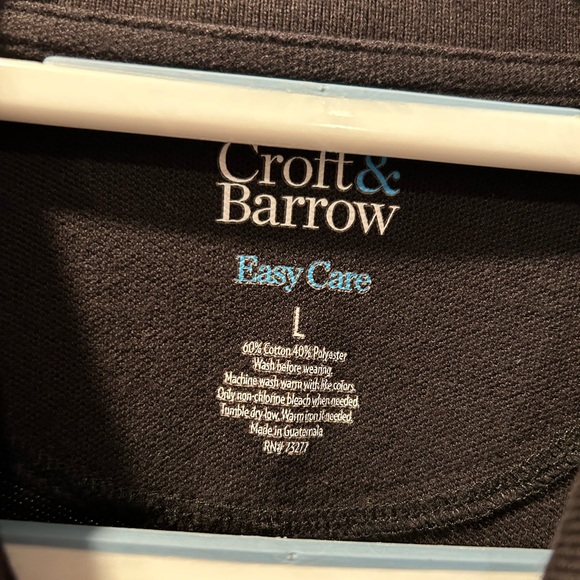 Croft&
Barrow
Easy Care
L
60% Cotton 40% Polyester
Wash before wearing.
Machine wash warm with like colors.
Only non-chlorine bleach when needed.
Tumble dry low. Warm iron if needed.
Made in Guatemala
RN# 73277